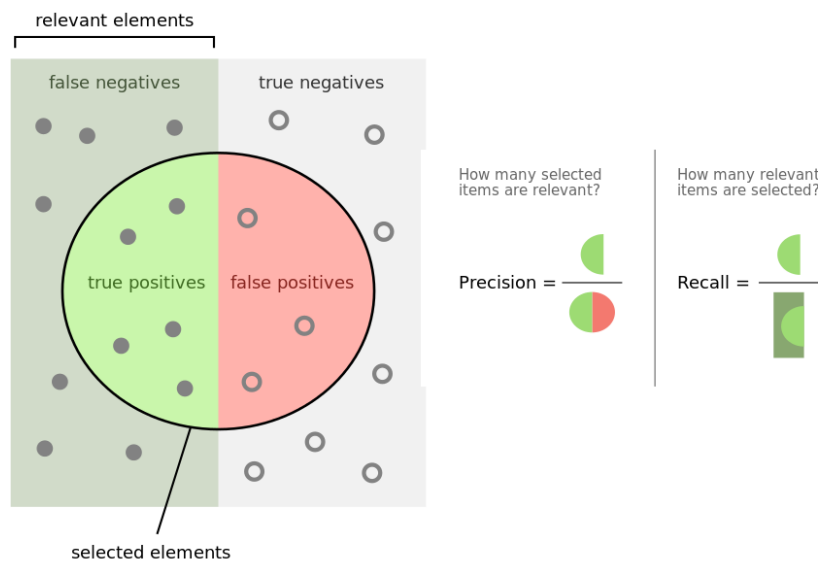 relevant elements
false negatives
true negatives
true positives
false positives
selected elements
How many selected
items are relevant?
Precision =
How many relevant
items are selected?
Recall =